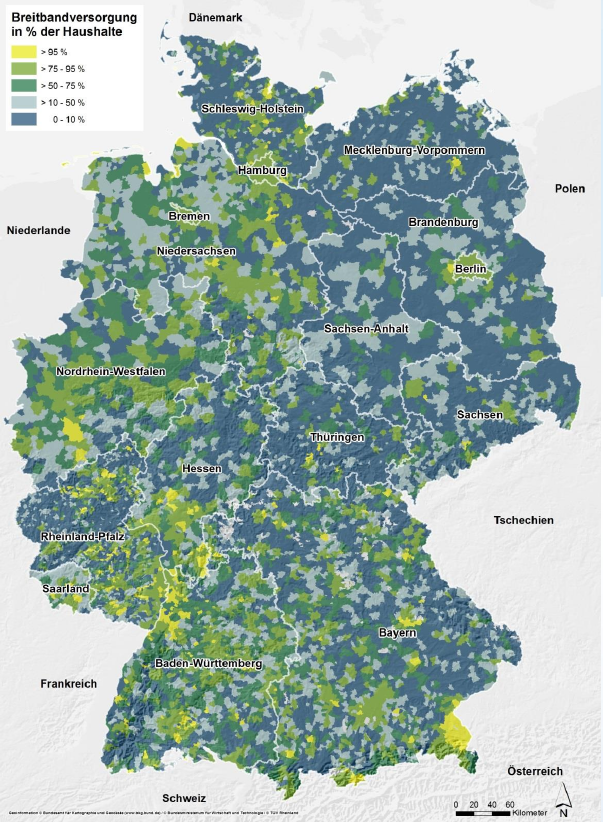 Breitbandversorgung
in % der Haushalte
> 95 %
> 75 - 95 %
> 50 - 75 %
> 10 - 50 %
0 - 10 %
Dänemark
Schleswig-Holstein
Mecklenburg-Vorpommern
Hamburg
Polen
Bremen
Brandenburg
Niederlande
Niedersachsen
Berlin
Sachsen-Anhalt
Nordrhein-Westfalen
Sachsen
Thüringen
Hessen
Tschechien
Rheinland-Pfalz
Saarland
Bayern
Baden-Württemberg
Frankreich
Österreich
Schweiz
0 20 40 60
Kilometer
N
Geoinformation © Bundesamt für Kartographie und Geodäsie (www.bkg.bund.de) / © Bundesministerium für Wirtschaft und Technologie / © TÜV Rheinland